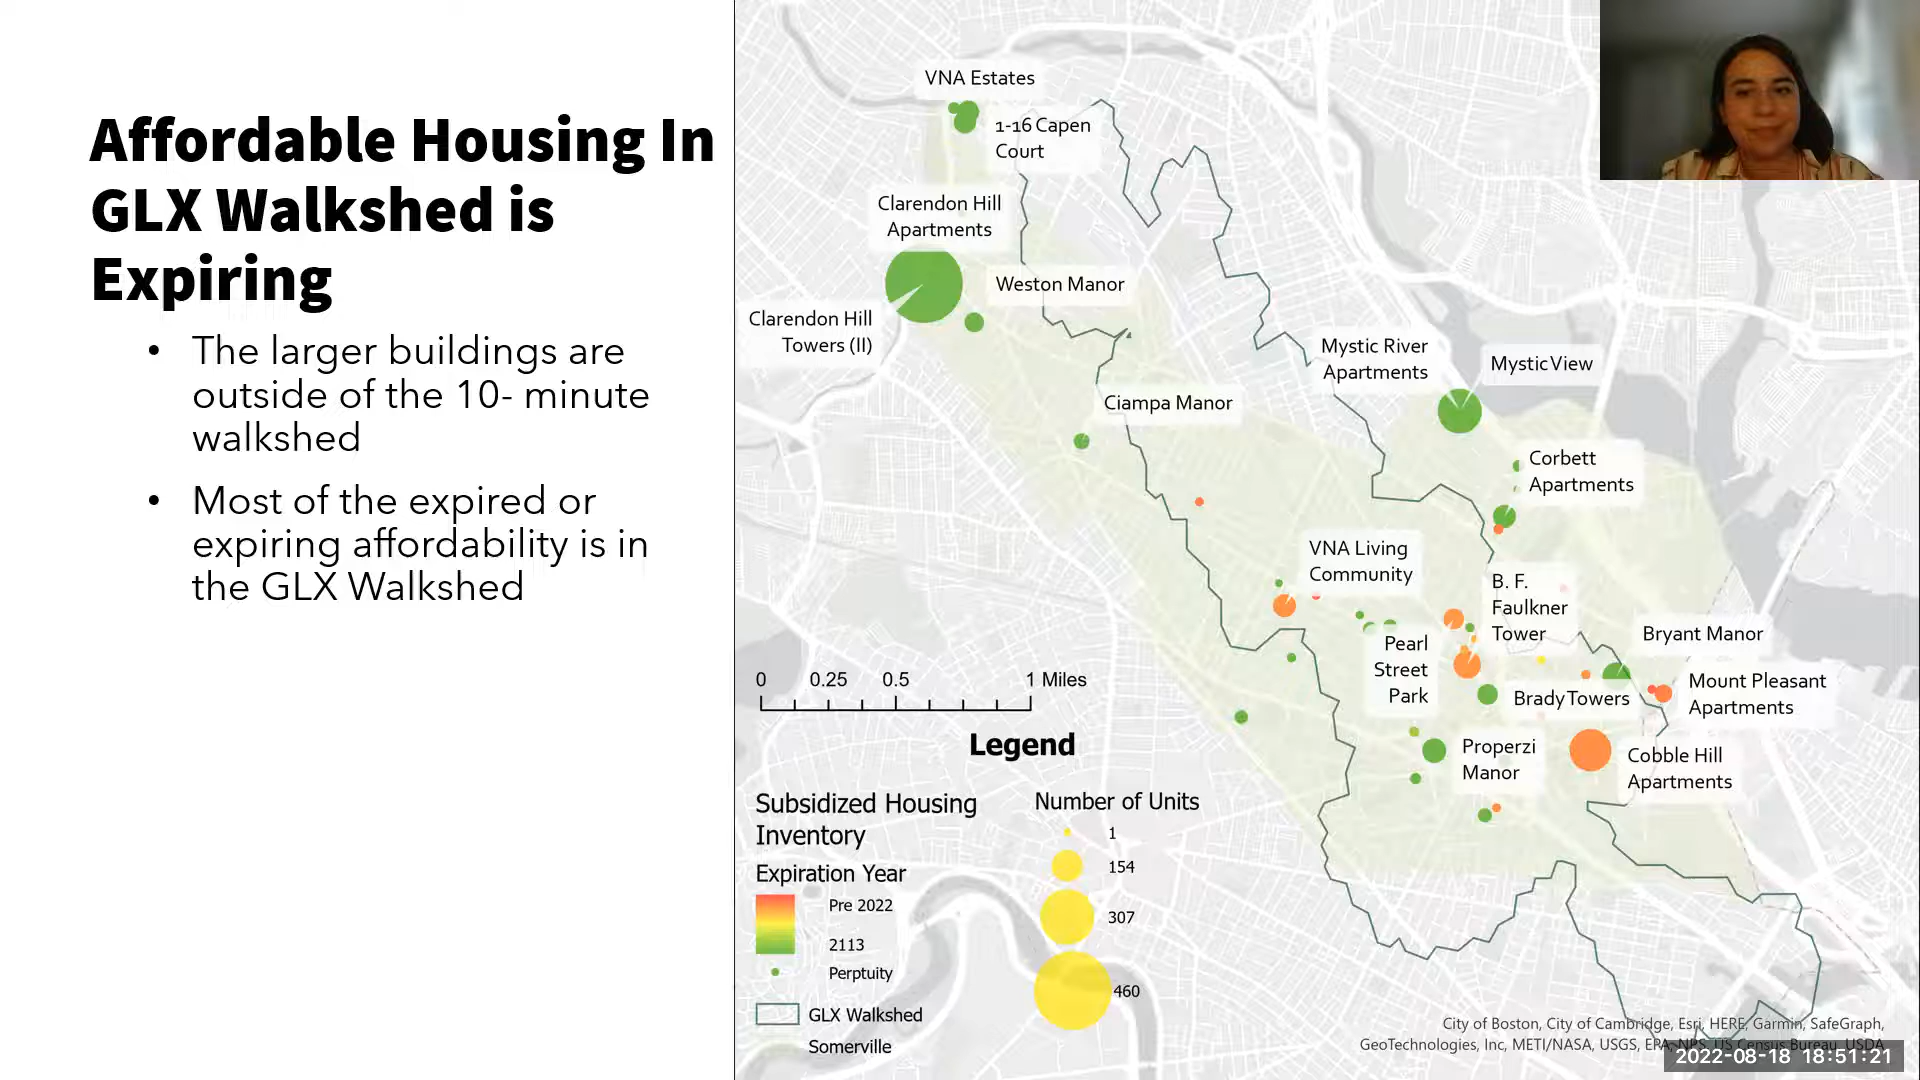 Affordable Housing In
GLX Walkshed is
Expiring
• The larger buildings are
outside of the 10- minute
walkshed
• Most of the expired or
expiring affordability is in
the GLX Walkshed
VNA Estates
1-16 Capen
Court
Clarendon Hill
Apartments
Weston Manor
Clarendon Hill
Towers (II)
Mystic River
Apartments
Mystic View
Ciampa Manor
Corbett
Apartments
VNA Living
Community
B. F.
Faulkner
Tower
Bryant Manor
Pearl
Street
Park
Brady Towers
Mount Pleasant
Apartments
Properzi
Manor
Cobble Hill
Apartments
0 0.25 0.5 1 Miles
Legend
Subsidized Housing
Inventory
Expiration Year
Pre 2022
2113
Perptuity
GLX Walkshed
Somerville
Number of Units
1
154
307
460
City of Boston, City of Cambridge, Esri, HERE, Garmin, SafeGraph,
GeoTechnologies, Inc, METI/NASA, USGS, EPA, NPS, US Census Bureau, USDA
2022-08-18 18:51:21